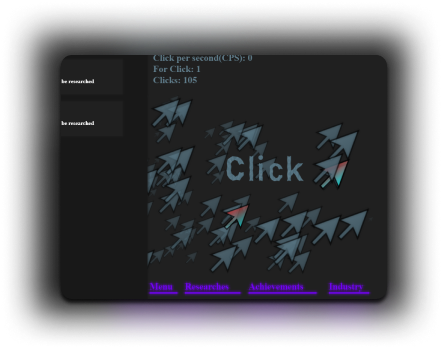 Click per second(CPS): 0
For Click: 1
Clicks: 105
be researched
be researched
Click
Menu Researches Achievements Industry